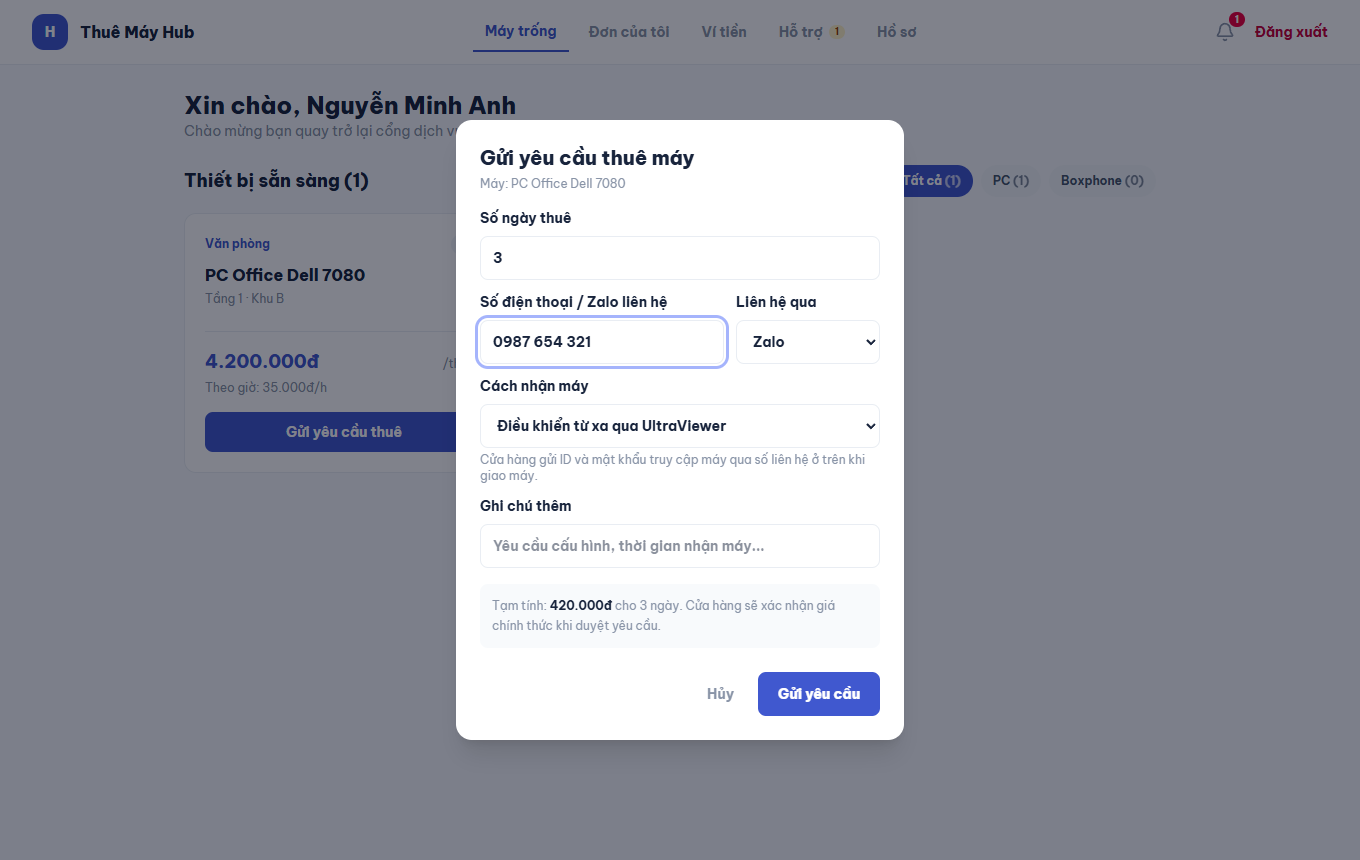 H
Thuê Máy Hub
Máy trống
Đơn của tôi
Ví tiền
Hỗ trợ 1
Hồ sơ
1
Đăng xuất
Xin chào, Nguyễn Minh Anh
Chào mừng bạn quay trở lại cổng dịch
Thiết bị sẵn sàng (1)
Tất cả (1)
PC (1)
Boxphone (0)
Văn phòng
PC Office Dell 7080
Tầng 1 · Khu B
4.200.000đ
Theo giờ: 35.000đ/h
Gửi yêu cầu thuê
Gửi yêu cầu thuê máy
Máy: PC Office Dell 7080
Số ngày thuê
3
Số điện thoại / Zalo liên hệ
Liên hệ qua
0987 654 321
Zalo
Cách nhận máy
Điều khiển từ xa qua UltraViewer
Cửa hàng gửi ID và mật khẩu truy cập máy qua số liên hệ ở trên khi
giao máy.
Ghi chú thêm
Yêu cầu cấu hình, thời gian nhận máy...
Tạm tính: 420.000đ cho 3 ngày. Cửa hàng sẽ xác nhận giá
chính thức khi duyệt yêu cầu.
Hủy
Gửi yêu cầu